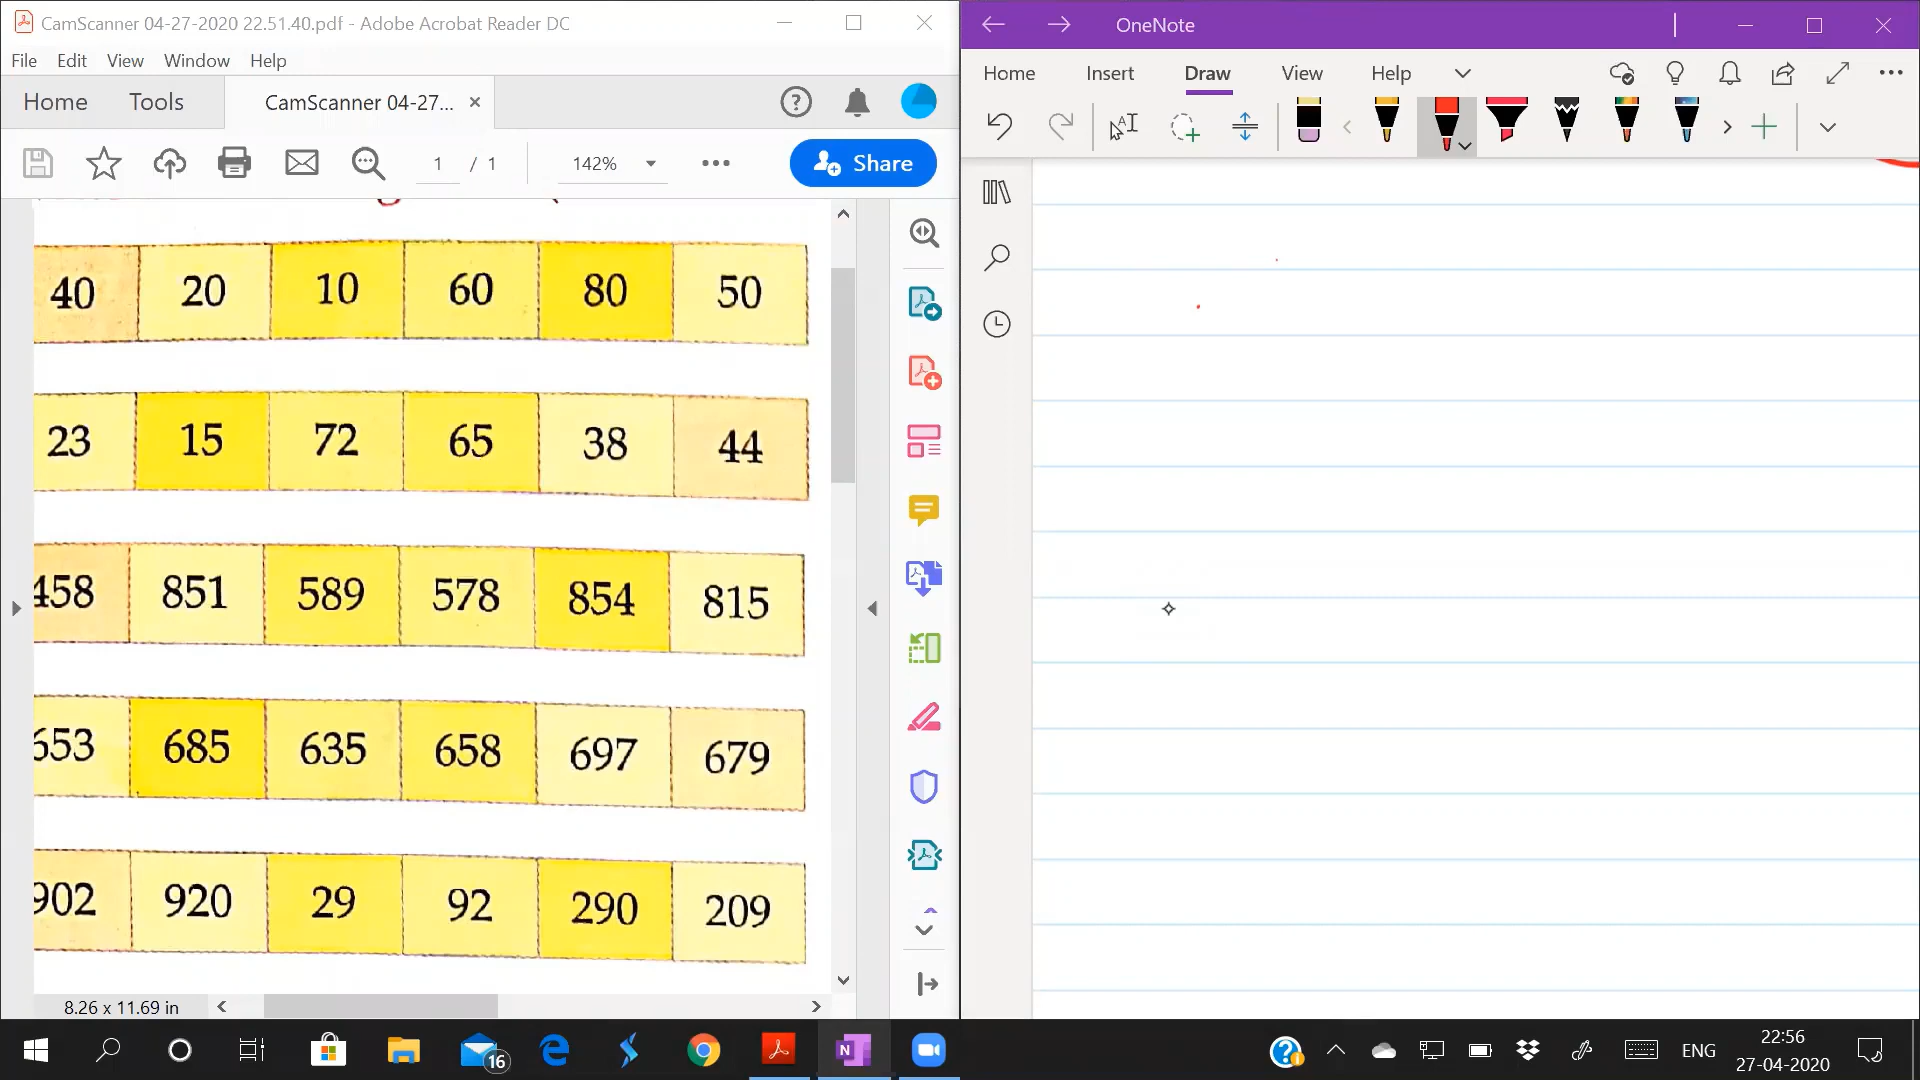 CamScanner 04-27-2020 22.51.40.pdf - Adobe Acrobat Reader DC
File Edit View Window Help
Home Tools CamScanner 04-27...
1 / 1 142% Share
40 20 10 60 80 50
23 15 72 65 38 44
458 851 589 578 854 815
653 685 635 658 697 679
902 920 29 92 290 209
8.26 x 11.69 in
OneNote
Home Insert Draw View Help
16
ENG
22:56
27-04-2020